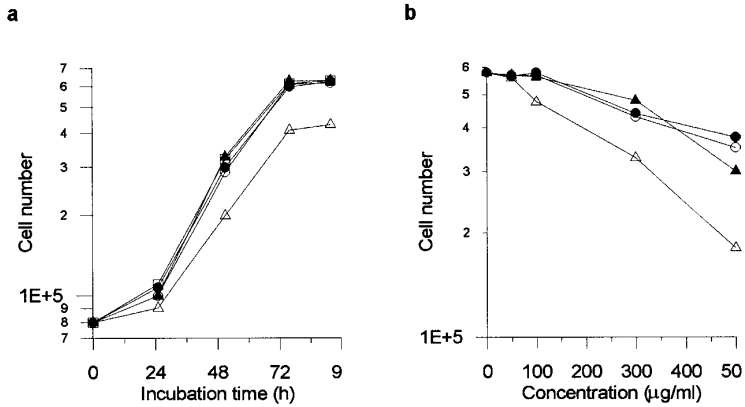 a
7
6
5
4
3
2
1E+5
9
8
7
Cell number
0 24 48 72 9
Incubation time (h)
b
6
5
4
3
2
1E+5
Cell number
0 100 200 300 400 50
Concentration (µg/ml)